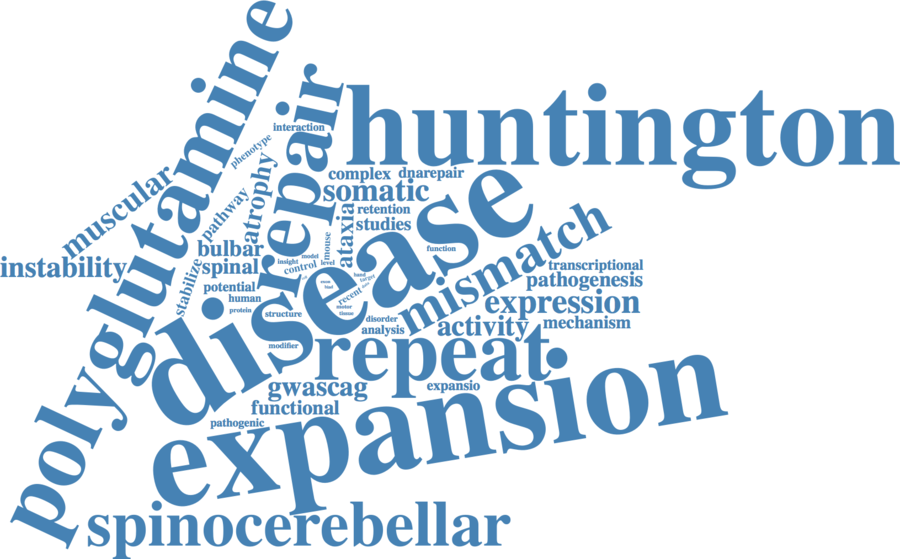 polyglutamine
huntington
repair
disease
expansion
repeat
mismatch
spinocerebellar
muscular
instability
interaction
phenotype
atrophy
pathway
complex
dnarepair
somatic
retention
studies
ataxia
mouse
bulbar
spinal
stabilize
potential
human
protein
insight
model
level
control
function
transcriptional
pathogenesis
expression
mechanism
activity
disorder
analysis
structure
modifier
recent
motor
tissue
target
band
gwascag
expansio
functional
pathogenic